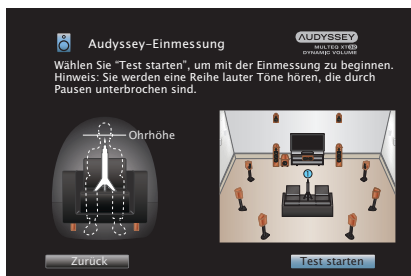 Audyssey-Einmessung
AUDYSSEY
MULTEQ XT32
DYNAMIC VOLUME
Wählen Sie "Test starten", um mit der Einmessung zu beginnen.
Hinweis: Sie werden eine Reihe lauter Töne hören, die durch
Pausen unterbrochen sind.
Ohrhöhe
Zurück
Test starten